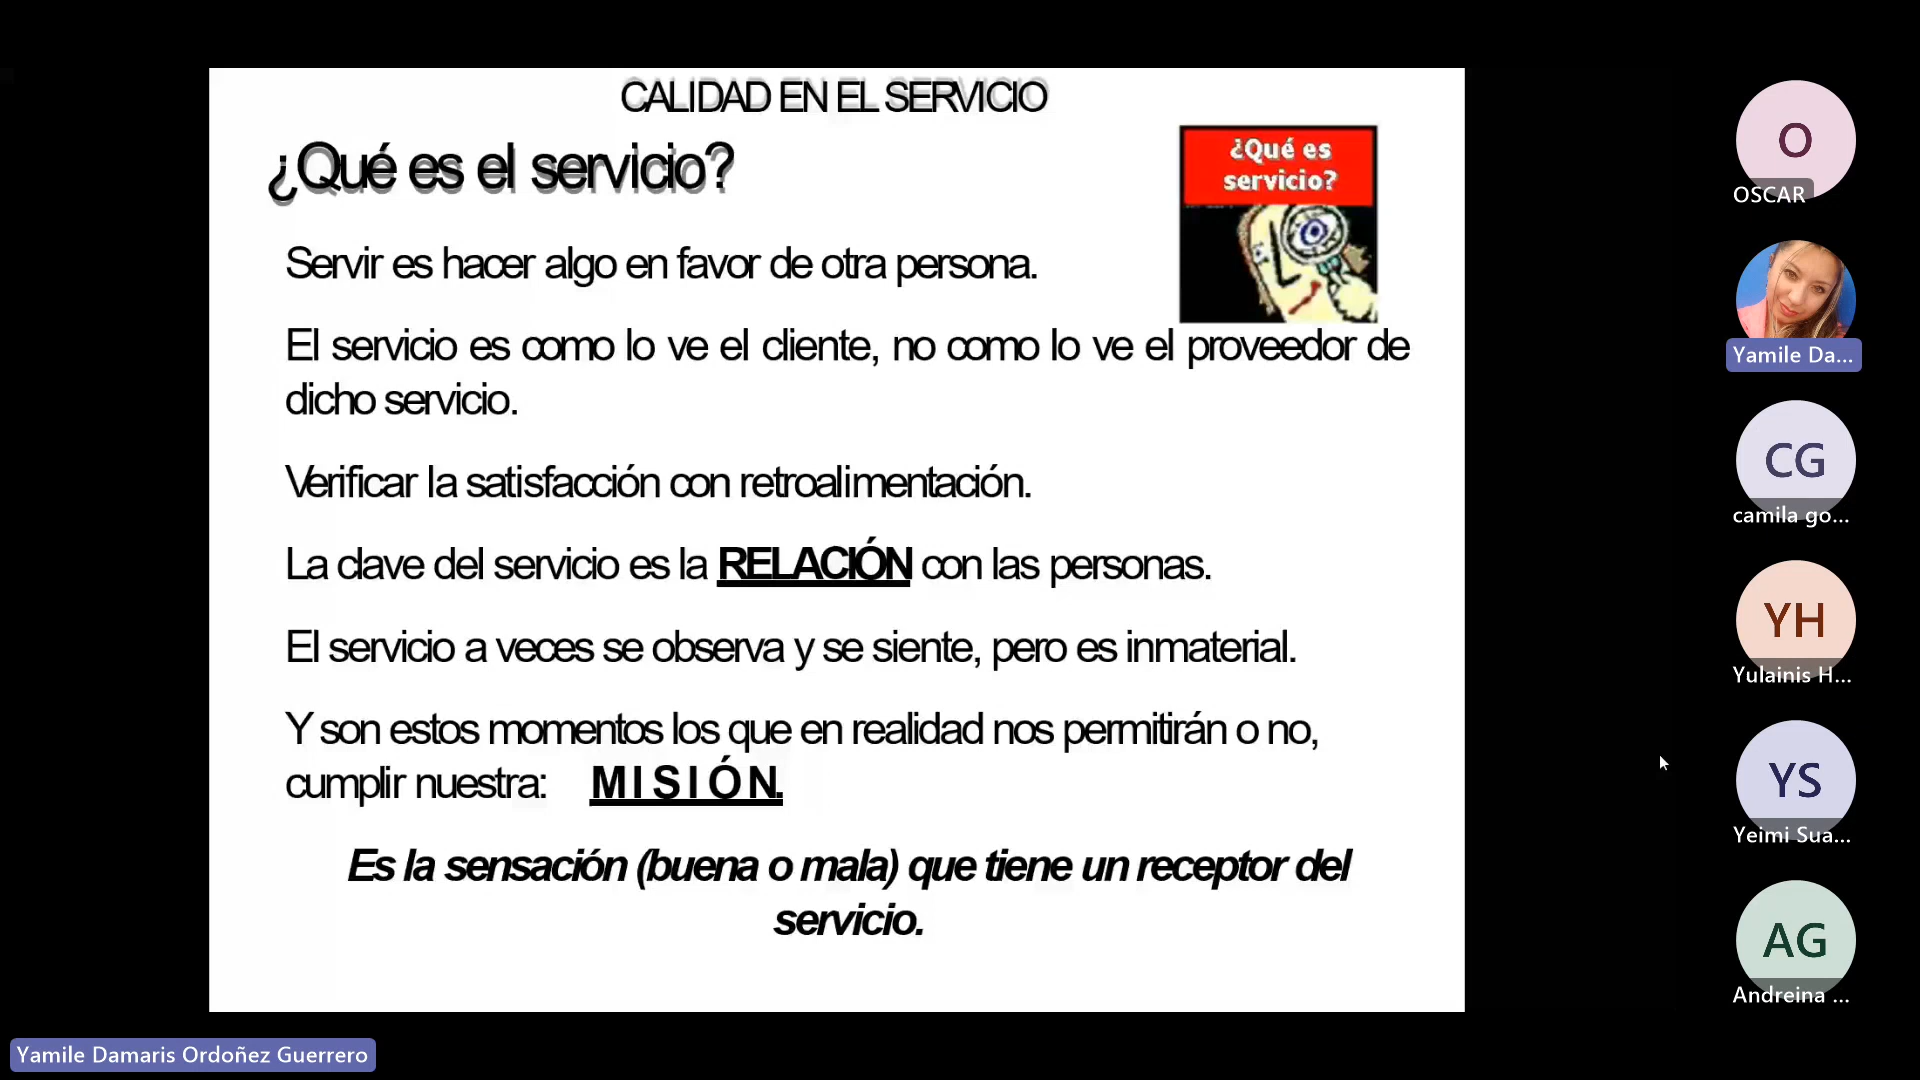 CALIDAD EN EL SERVICIO
¿Qué es el servicio?
¿Qué es
servicio?
Servir es hacer algo en favor de otra persona.
El servicio es como lo ve el cliente, no como lo ve el proveedor de
dicho servicio.
Verificar la satisfacción con retroalimentación.
La clave del servicio es la RELACIÓN con las personas.
El servicio a veces se observa y se siente, pero es inmaterial.
Y son estos momentos los que en realidad nos permitirán o no,
cumplir nuestra: M I S I Ó N.
Es la sensación (buena o mala) que tiene un receptor del
servicio.
O
OSCAR
Yamile Da...
CG
camila go...
YH
Yulainis H...
YS
Yeimi Sua...
AG
Andreina ...
Yamile Damaris Ordoñez Guerrero